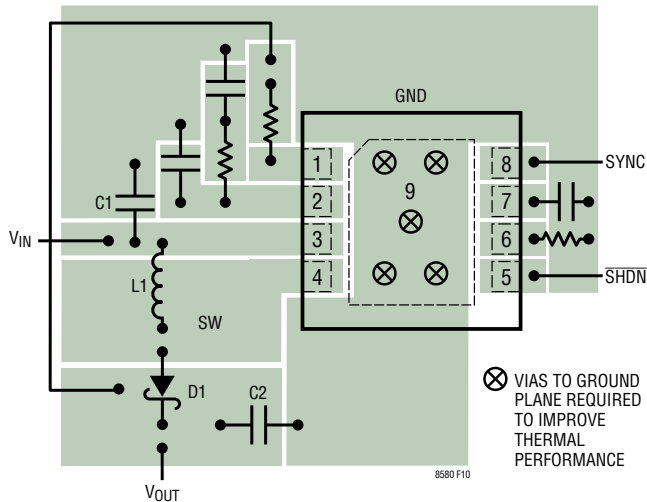 GND
1
8
SYNC
2
9
7
C1
VIN
3
6
4
5
SHDN
L1
SW
D1
C2
VIAS TO GROUND
PLANE REQUIRED
TO IMPROVE
THERMAL
PERFORMANCE
8580 F10
VOUT